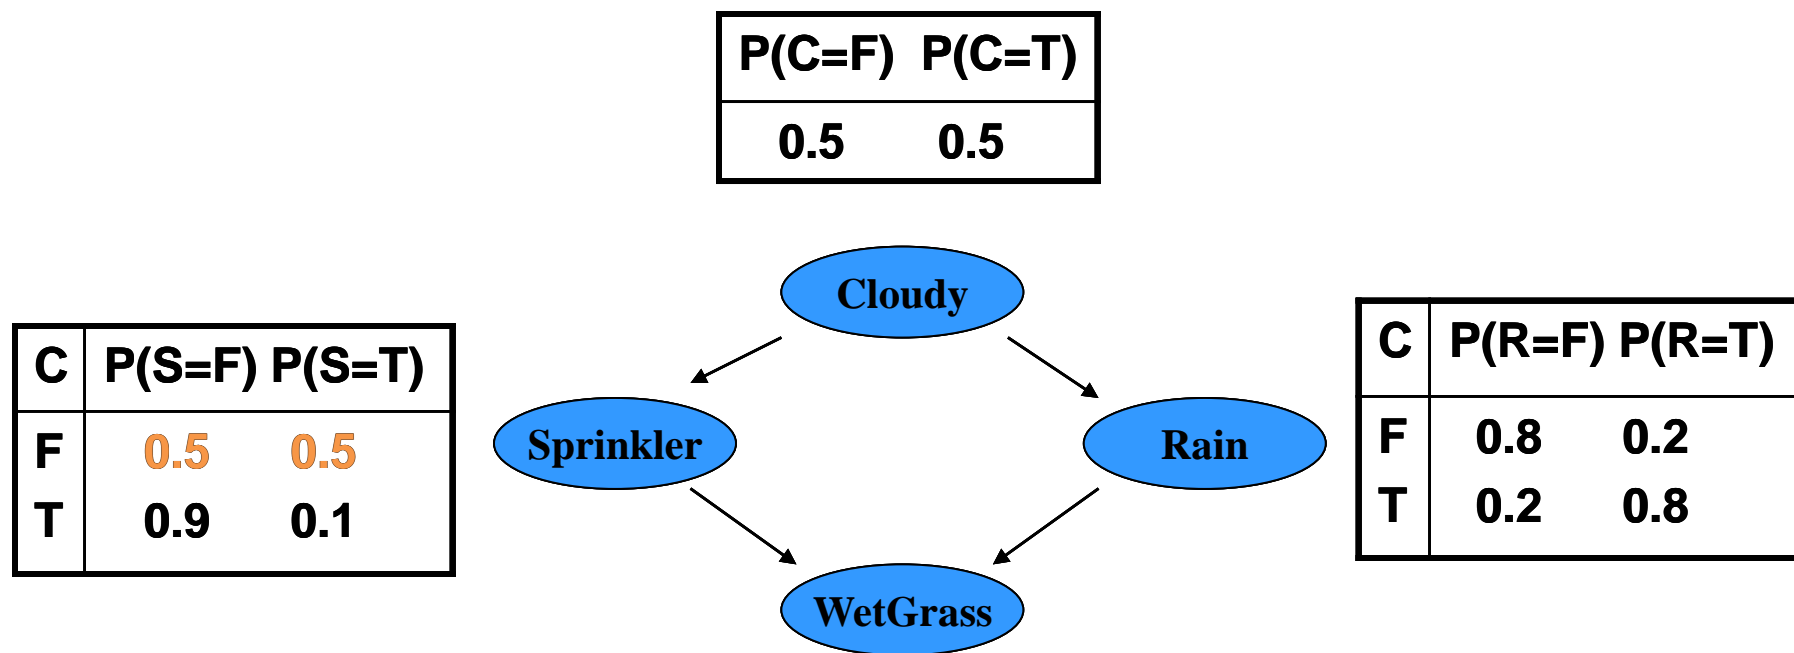 P(C=F) P(C=T)
0.5 0.5
Cloudy
C P(S=F) P(S=T)
F 0.5 0.5
T 0.9 0.1
Sprinkler
Rain
C P(R=F) P(R=T)
F 0.8 0.2
T 0.2 0.8
WetGrass